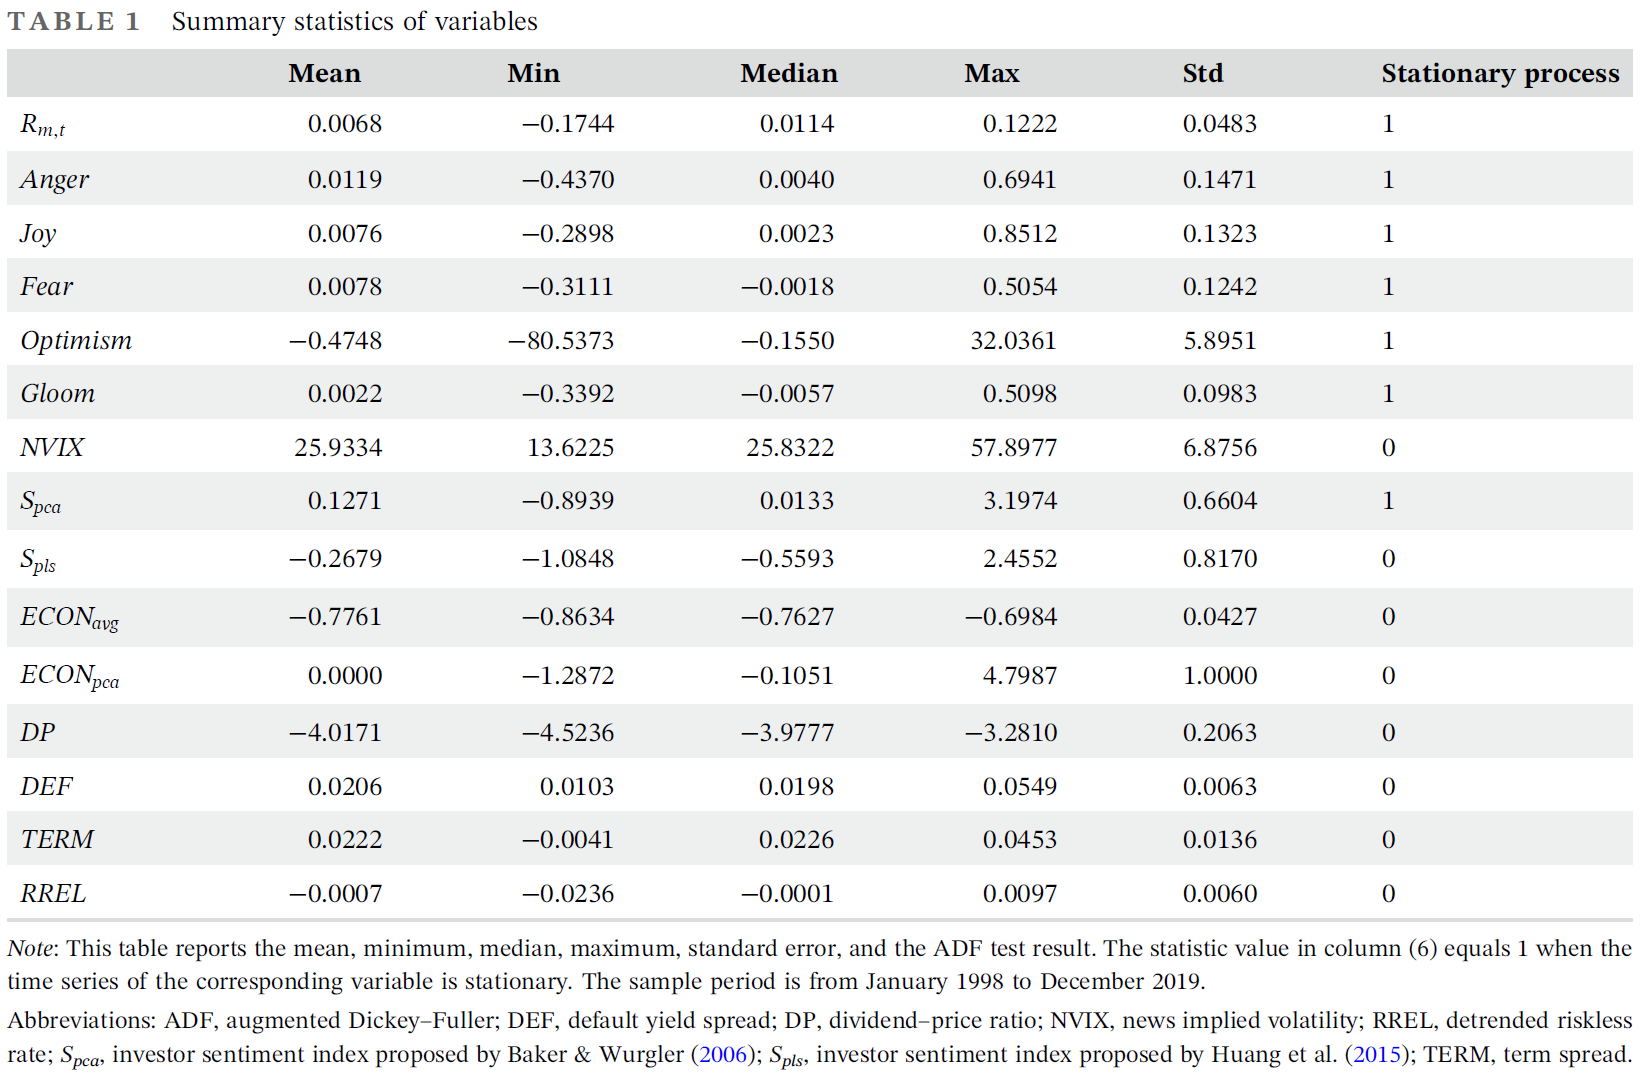 TABLE 1 Summary statistics of variables
Mean Min Median Max Std Stationary process
R_{m,t} 0.0068 −0.1744 0.0114 0.1222 0.0483 1
Anger 0.0119 −0.4370 0.0040 0.6941 0.1471 1
Joy 0.0076 −0.2898 0.0023 0.8512 0.1323 1
Fear 0.0078 −0.3111 −0.0018 0.5054 0.1242 1
Optimism −0.4748 −80.5373 −0.1550 32.0361 5.8951 1
Gloom 0.0022 −0.3392 −0.0057 0.5098 0.0983 1
NVIX 25.9334 13.6225 25.8322 57.8977 6.8756 0
S_{pca} 0.1271 −0.8939 0.0133 3.1974 0.6604 1
S_{pls} −0.2679 −1.0848 −0.5593 2.4552 0.8170 0
ECON_{avg} −0.7761 −0.8634 −0.7627 −0.6984 0.0427 0
ECON_{pca} 0.0000 −1.2872 −0.1051 4.7987 1.0000 0
DP −4.0171 −4.5236 −3.9777 −3.2810 0.2063 0
DEF 0.0206 0.0103 0.0198 0.0549 0.0063 0
TERM 0.0222 −0.0041 0.0226 0.0453 0.0136 0
RREL −0.0007 −0.0236 −0.0001 0.0097 0.0060 0
Note: This table reports the mean, minimum, median, maximum, standard error, and the ADF test result. The statistic value in column (6) equals 1 when the
time series of the corresponding variable is stationary. The sample period is from January 1998 to December 2019.
Abbreviations: ADF, augmented Dickey–Fuller; DEF, default yield spread; DP, dividend–price ratio; NVIX, news implied volatility; RREL, detrended riskless
rate; S_{pca}, investor sentiment index proposed by Baker & Wurgler (2006); S_{pls}, investor sentiment index proposed by Huang et al. (2015); TERM, term spread.